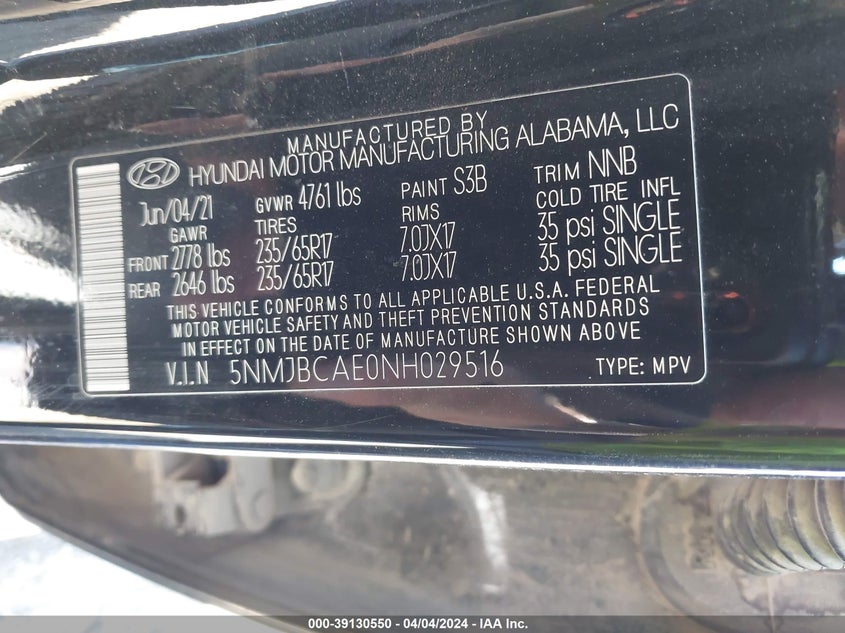 MANUFACTURED BY
HYUNDAI MOTOR MANUFACTURING ALABAMA, LLC
Jun/04/21 GVWR 4761 lbs PAINT S3B TRIM NNB
GAWR TIRES RIMS COLD TIRE INFL
FRONT 2778 lbs 235/65R17 7.0JX17 35 psi SINGLE
REAR 2646 lbs 235/65R17 7.0JX17 35 psi SINGLE
THIS VEHICLE CONFORMS TO ALL APPLICABLE U.S.A. FEDERAL
MOTOR VEHICLE SAFETY AND THEFT PREVENTION STANDARDS
IN EFFECT ON THE DATE OF MANUFACTURE SHOWN ABOVE
V.I.N 5NMJBCAE0NH029516 TYPE: MPV
000-39130550 - 04/04/2024 - IAA Inc.